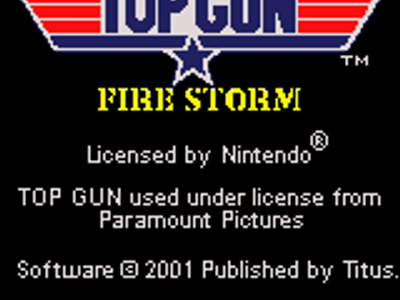 TOP GUN
TM
FIRE STORM
Licensed by Nintendo®
TOP GUN used under license from
Paramount Pictures
Software © 2001 Published by Titus.